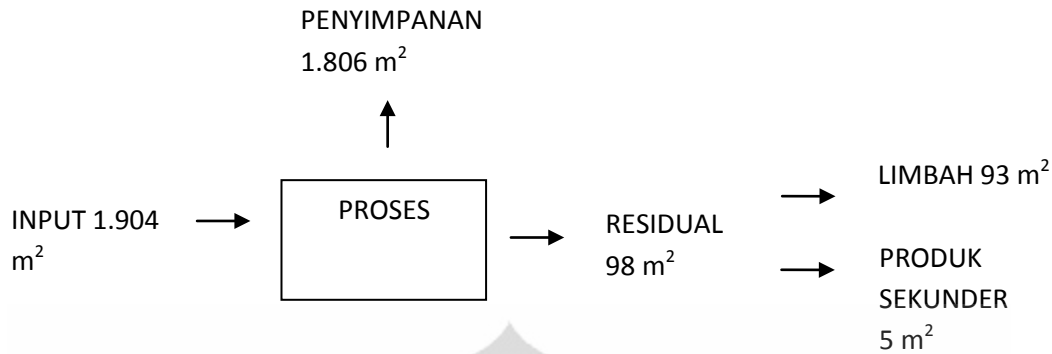 PENYIMPANAN
1.806 m²
INPUT 1.904
m²
PROSES
RESIDUAL
98 m²
LIMBAH 93 m²
PRODUK
SEKUNDER
5 m²